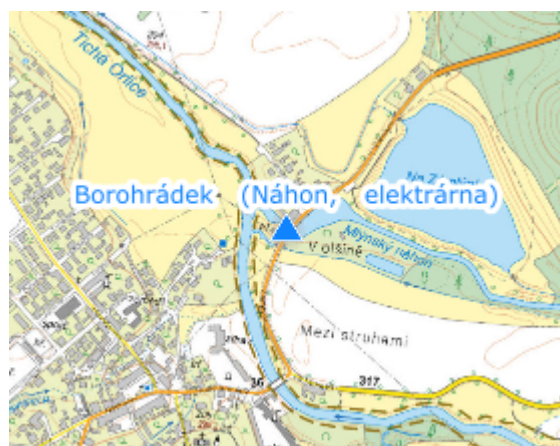 Tichá Orlice
Borohrádek (Náhon, elektrárna)
Mlýnský náhon
V olšině
Mezi struhami
36
317